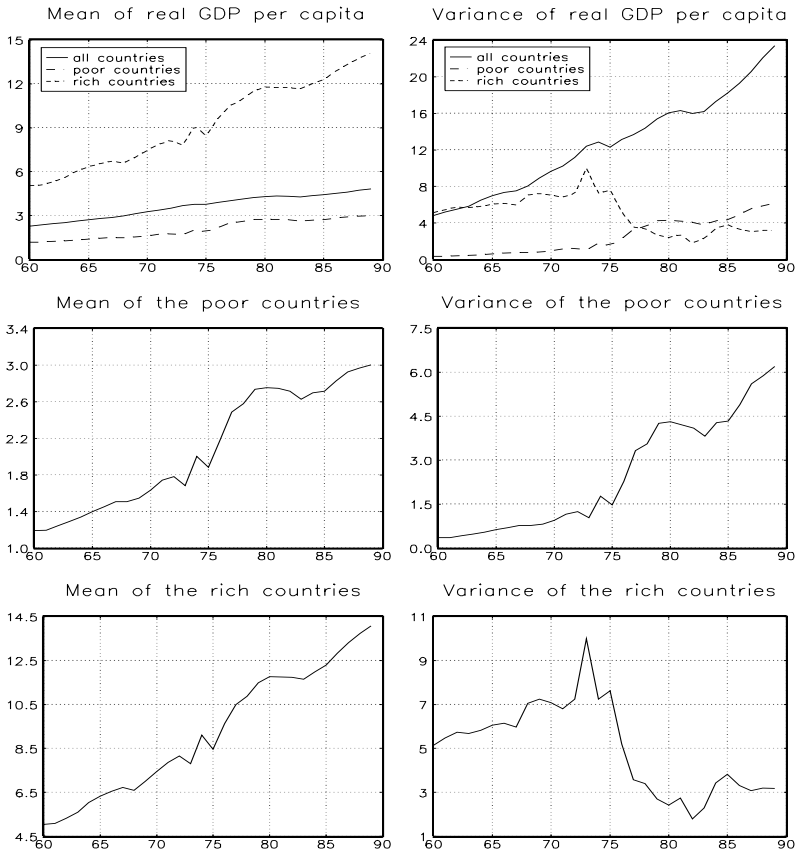 Mean of real GDP per capita
15
12
9
6
3
0
all countries
poor countries
rich countries
60 65 70 75 80 85 90
Variance of real GDP per capita
24
20
16
12
8
4
0
all countries
poor countries
rich countries
60 65 70 75 80 85 90
Mean of the poor countries
3.4
3.0
2.6
2.2
1.8
1.4
1.0
60 65 70 75 80 85 90
Variance of the poor countries
7.5
6.0
4.5
3.0
1.5
0.0
60 65 70 75 80 85 90
Mean of the rich countries
14.5
12.5
10.5
8.5
6.5
4.5
60 65 70 75 80 85 90
Variance of the rich countries
11
9
7
5
3
1
60 65 70 75 80 85 90